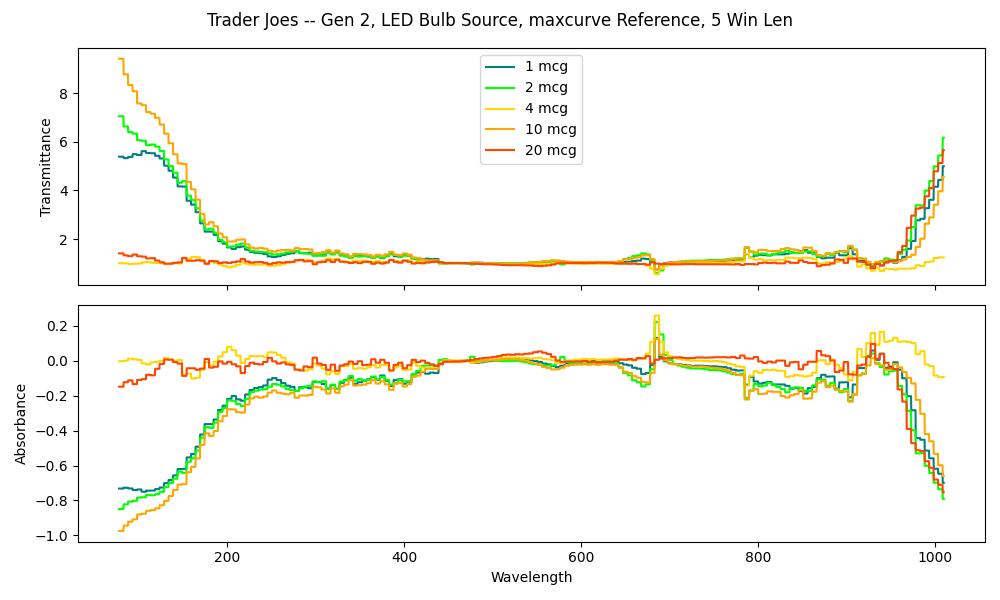 Trader Joes -- Gen 2, LED Bulb Source, maxcurve Reference, 5 Win Len
Transmittance
8
6
4
2
1 mcg
2 mcg
4 mcg
10 mcg
20 mcg
Absorbance
0.2
0.0
−0.2
−0.4
−0.6
−0.8
−1.0
200
400
600
800
1000
Wavelength